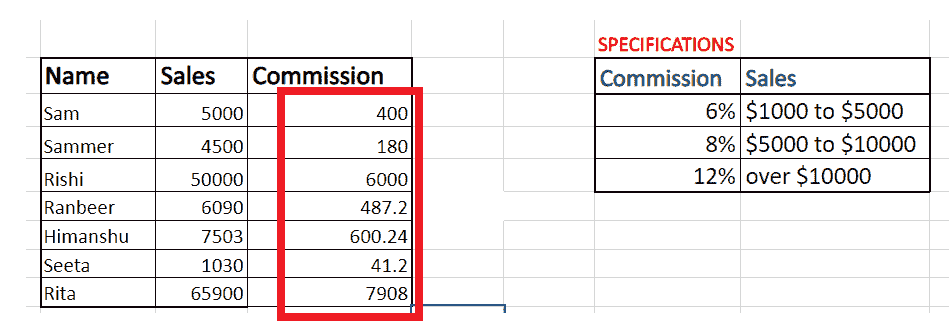 SPECIFICATIONS
Name Sales Commission
Commission Sales
Sam 5000 400
6% $1000 to $5000
Sammer 4500 180
8% $5000 to $10000
Rishi 50000 6000
12% over $10000
Ranbeer 6090 487.2
Himanshu 7503 600.24
Seeta 1030 41.2
Rita 65900 7908